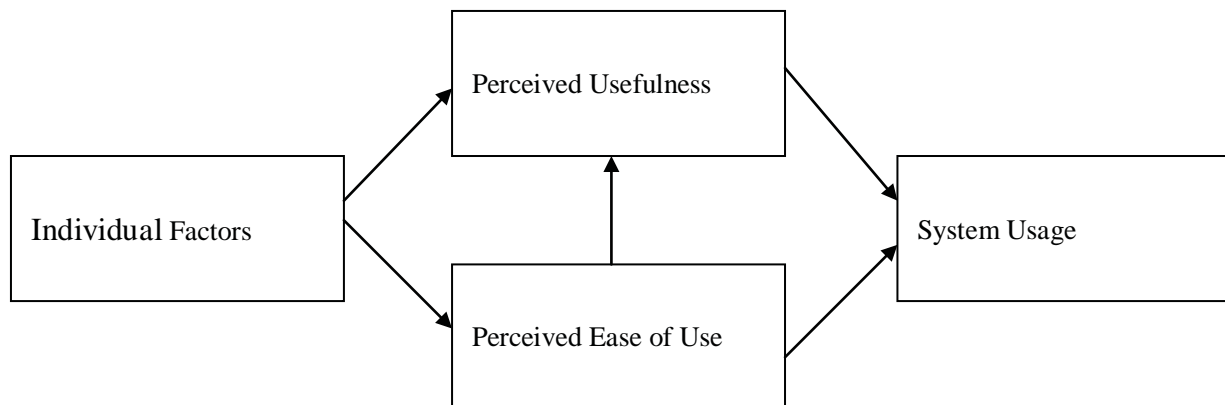 Perceived Usefulness
Individual Factors
System Usage
Perceived Ease of Use